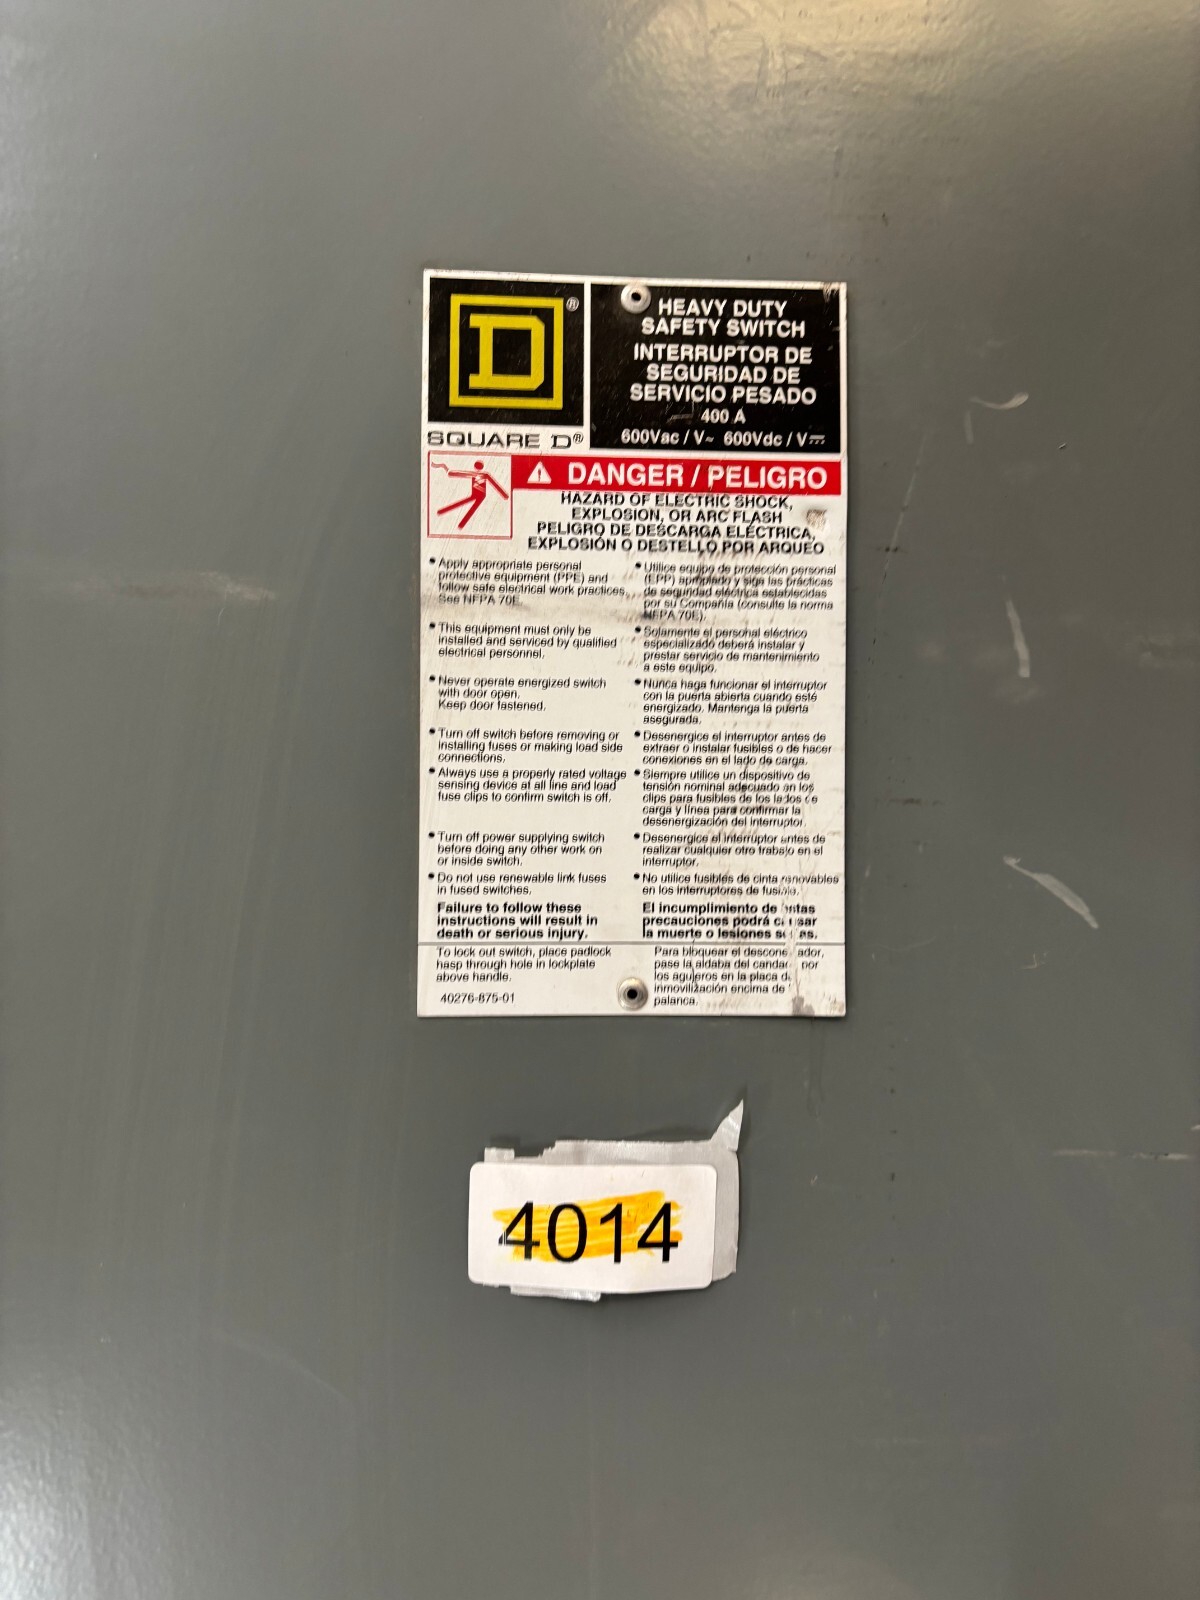 D®
SQUARE D®
HEAVY DUTY
SAFETY SWITCH
INTERRUPTOR DE
SEGURIDAD DE
SERVICIO PESADO
400 A
600Vac / V~ 600Vdc / V⎓
DANGER / PELIGRO
HAZARD OF ELECTRIC SHOCK,
EXPLOSION, OR ARC FLASH
PELIGRO DE DESCARGA ELÉCTRICA,
EXPLOSIÓN O DESTELLO POR ARQUEO
• Apply appropriate personal
protective equipment (PPE) and
follow safe electrical work practices.
See NFPA 70E.
• This equipment must only be
installed and serviced by qualified
electrical personnel.
• Never operate energized switch
with door open.
Keep door fastened.
• Turn off switch before removing or
installing fuses or making load side
connections.
• Always use a properly rated voltage
sensing device at all line and load
fuse clips to confirm switch is off.
• Turn off power supplying switch
before doing any other work on
or inside switch.
• Do not use renewable link fuses
in fused switches.
Failure to follow these
instructions will result in
death or serious injury.
• Utilice equipo de protección personal
(EPP) apropiado y siga las prácticas
de seguridad eléctrica establecidas
por su Compañia (consulte la norma
NFPA 70E).
• Solamente el personal eléctrico
especializado deberá instalar y
prestar servicio de mantenimiento
a este equipo.
• Nunca haga funcionar el interruptor
con la puerta abierta cuando esté
energizado. Mantenga la puerta
asegurada.
• Desenergice el interruptor antes de
extraer o instalar fusibles o de hacer
conexiones en el lado de carga.
• Siempre utilice un dispositivo de
tensión nominal adecuado en los
clips para fusibles de los lados de
carga y línea para confirmar la
desenergización del interruptor.
• Desenergice el interruptor antes de
realizar cualquier otro trabajo en el
interruptor.
• No utilice fusibles de cinta renovables
en los interruptores de fusible.
El incumplimiento de estas
precauciones podrá causar
la muerte o lesiones
To lock out switch, place padlock
hasp through hole in lockplate
above handle.
40276-875-01
Para bloquear el desconectador,
pase la aldaba del candado por
los agujeros en la placa de
inmovilización encima de
palanca.
4014